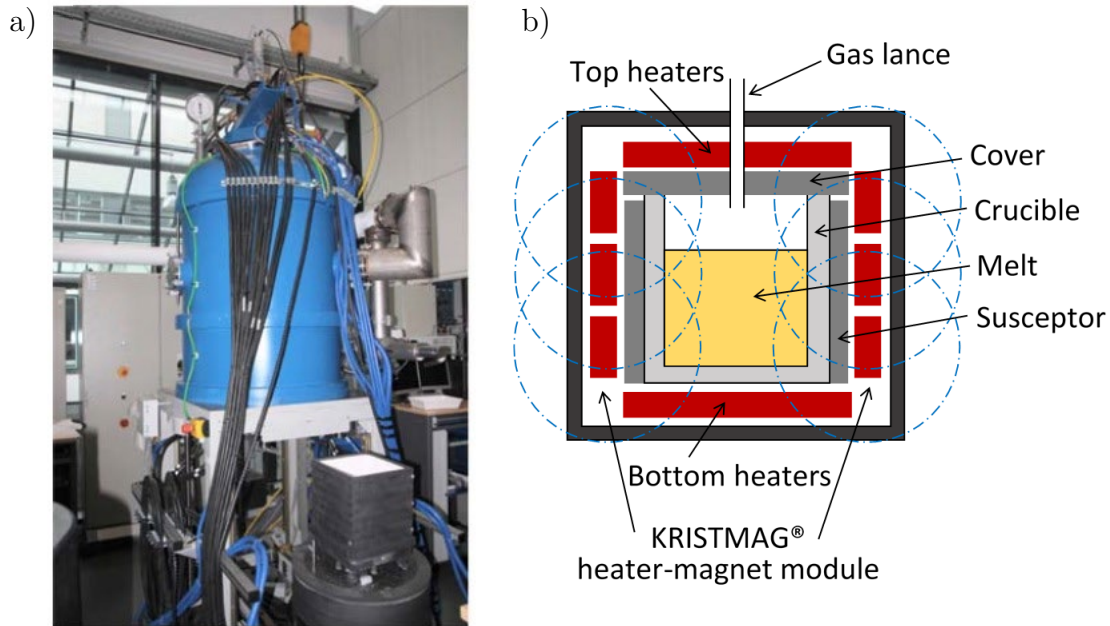 a)
b)
Gas lance
Top heaters
Cover
Crucible
Melt
Susceptor
Bottom heaters
KRISTMAG®
heater-magnet module